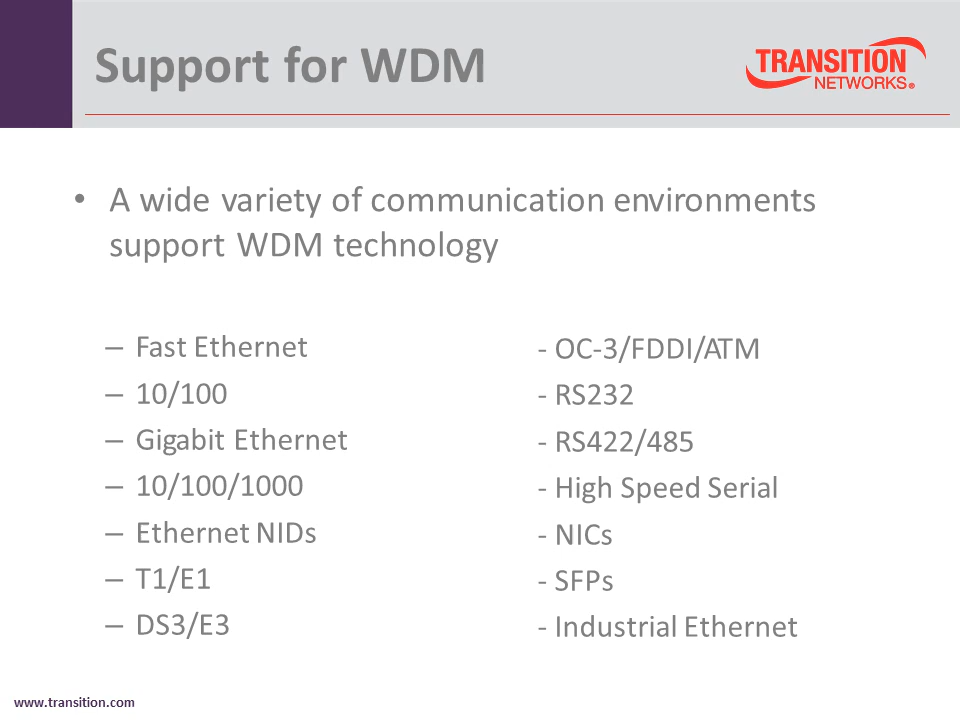 Support for WDM
TRANSITION
NETWORKS®
• A wide variety of communication environments
support WDM technology
– Fast Ethernet
– 10/100
– Gigabit Ethernet
– 10/100/1000
– Ethernet NIDs
– T1/E1
– DS3/E3
- OC-3/FDDI/ATM
- RS232
- RS422/485
- High Speed Serial
- NICs
- SFPs
- Industrial Ethernet
www.transition.com